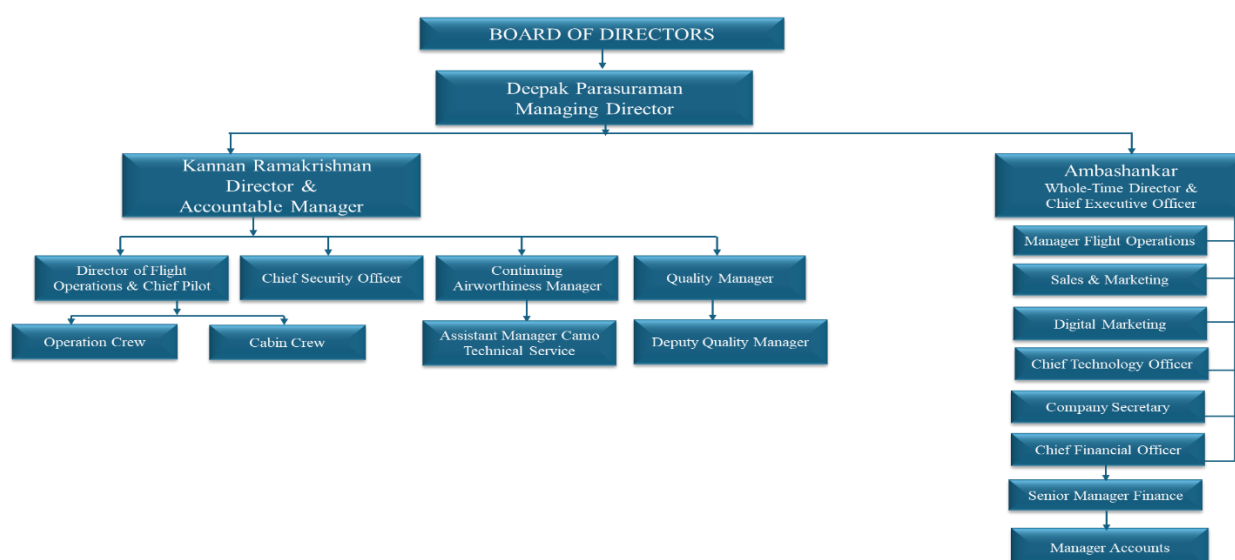 BOARD OF DIRECTORS
Deepak Parasuraman
Managing Director
Kannan Ramakrishnan
Director &
Accountable Manager
Ambashankar
Whole-Time Director &
Chief Executive Officer
Director of Flight
Operations & Chief Pilot
Chief Security Officer
Continuing
Airworthiness Manager
Quality Manager
Operation Crew
Cabin Crew
Assistant Manager Camo
Technical Service
Deputy Quality Manager
Manager Flight Operations
Sales & Marketing
Digital Marketing
Chief Technology Officer
Company Secretary
Chief Financial Officer
Senior Manager Finance
Manager Accounts